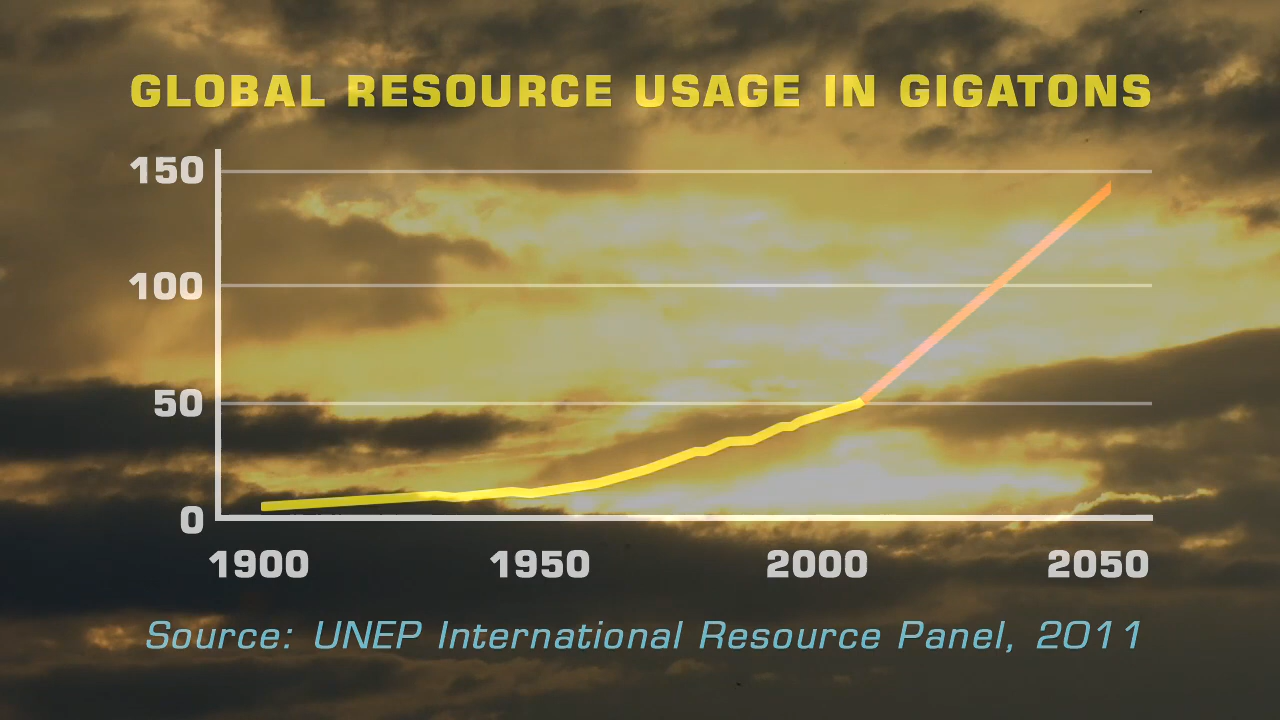 GLOBAL RESOURCE USAGE IN GIGATONS
150
100
50
0
1900 1950 2000 2050
Source: UNEP International Resource Panel, 2011